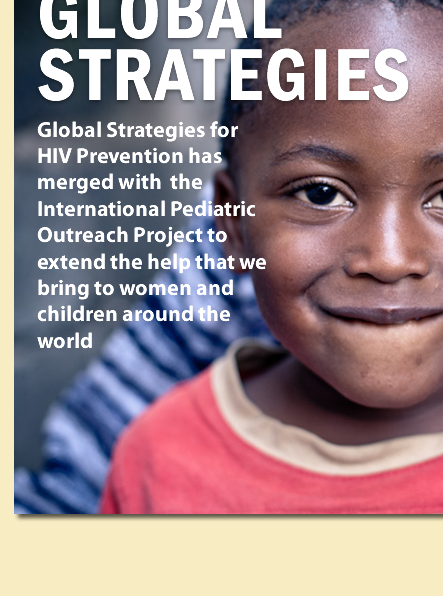 GLOBAL
STRATEGIES
Global Strategies for
HIV Prevention has
merged with the
International Pediatric
Outreach Project to
extend the help that we
bring to women and
children around the
world